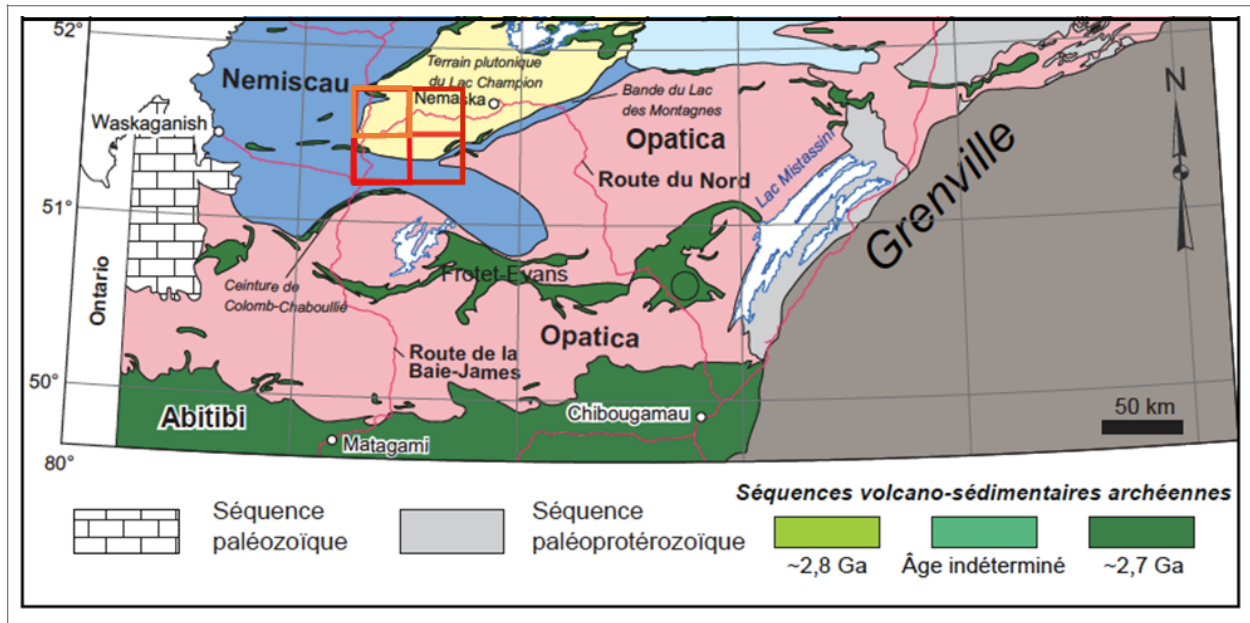 52°
Nemiscau
Terrain plutonique
du Lac Champion
Nemaska
Bande du Lac
des Montagnes
N
Waskaganish
Opatica
Route du Nord
Lac Mistassini
Grenville
51°
Ontario
Frotet-Evans
Ceinture de
Colomb-Chaboullié
Opatica
Route de la
Baie-James
50°
Abitibi
Chibougamau
50 km
Matagami
80°
Séquence
paléozoïque
Séquence
paléoprotérozoïque
Séquences volcano-sédimentaires archéennes
~2,8 Ga
Âge indéterminé
~2,7 Ga